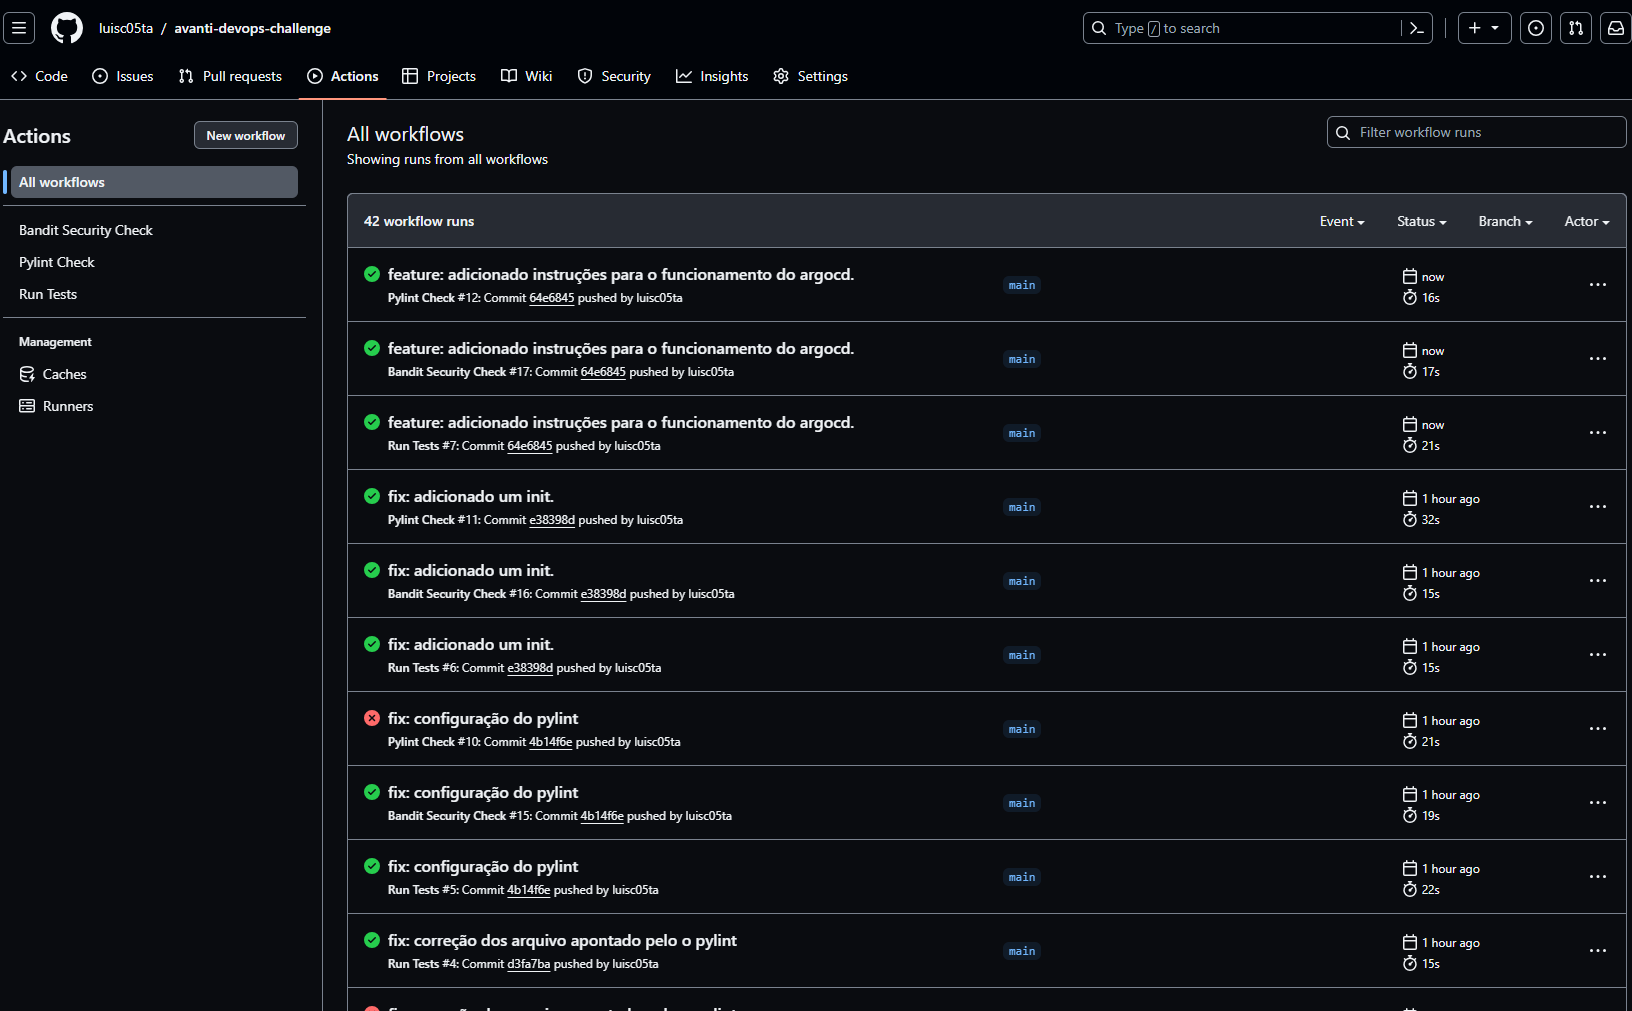 luisc05ta / avanti-devops-challenge
Type / to search
Code
Issues
Pull requests
Actions
Projects
Wiki
Security
Insights
Settings
Actions
New workflow
All workflows
Bandit Security Check
Pylint Check
Run Tests
Management
Caches
Runners
All workflows
Showing runs from all workflows
Filter workflow runs
42 workflow runs
Event
Status
Branch
Actor
feature: adicionado instruções para o funcionamento do argocd.
Pylint Check #12: Commit 64e6845 pushed by luisc05ta
main
now
16s
feature: adicionado instruções para o funcionamento do argocd.
Bandit Security Check #17: Commit 64e6845 pushed by luisc05ta
main
now
17s
feature: adicionado instruções para o funcionamento do argocd.
Run Tests #7: Commit 64e6845 pushed by luisc05ta
main
now
21s
fix: adicionado um init.
Pylint Check #11: Commit e38398d pushed by luisc05ta
main
1 hour ago
32s
fix: adicionado um init.
Bandit Security Check #16: Commit e38398d pushed by luisc05ta
main
1 hour ago
15s
fix: adicionado um init.
Run Tests #6: Commit e38398d pushed by luisc05ta
main
1 hour ago
15s
fix: configuração do pylint
Pylint Check #10: Commit 4b14f6e pushed by luisc05ta
main
1 hour ago
21s
fix: configuração do pylint
Bandit Security Check #15: Commit 4b14f6e pushed by luisc05ta
main
1 hour ago
19s
fix: configuração do pylint
Run Tests #5: Commit 4b14f6e pushed by luisc05ta
main
1 hour ago
22s
fix: correção dos arquivo apontado pelo o pylint
Run Tests #4: Commit d3fa7ba pushed by luisc05ta
main
1 hour ago
15s